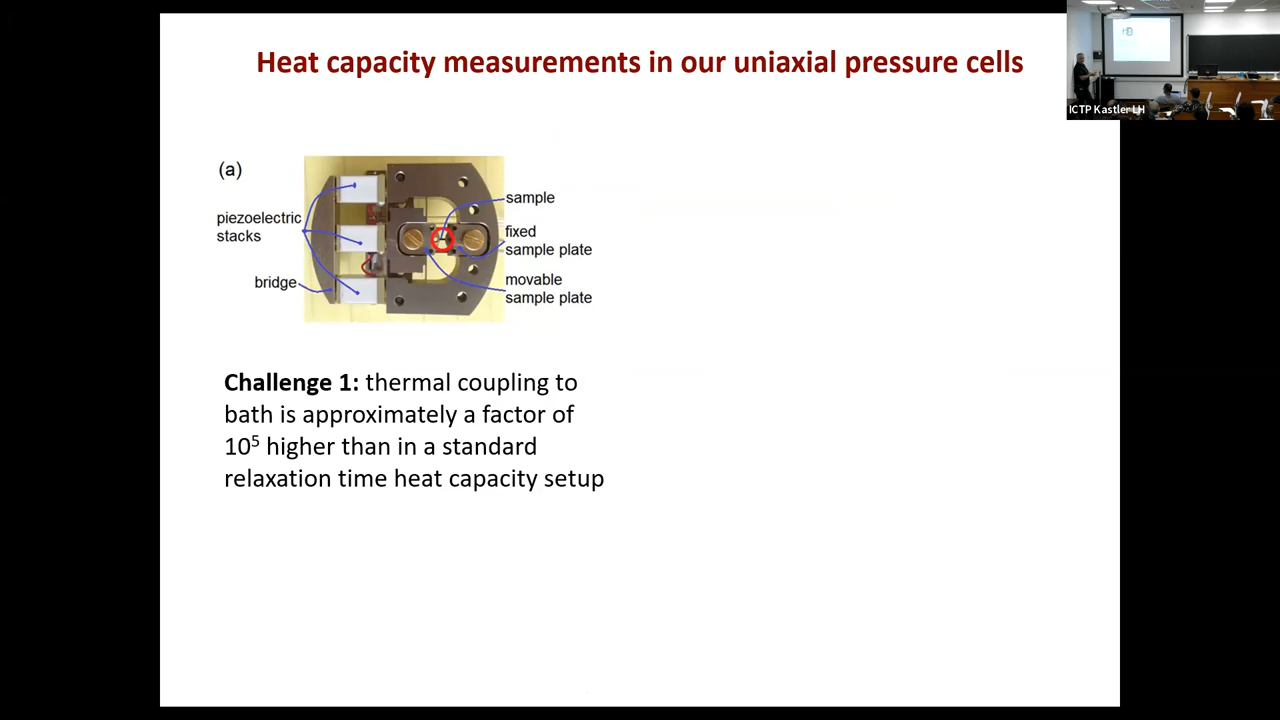 Heat capacity measurements in our uniaxial pressure cells
ICTP Kastler LH
(a)
piezoelectric
stacks
bridge
sample
fixed
sample plate
movable
sample plate
Challenge 1: thermal coupling to
bath is approximately a factor of
10⁵ higher than in a standard
relaxation time heat capacity setup